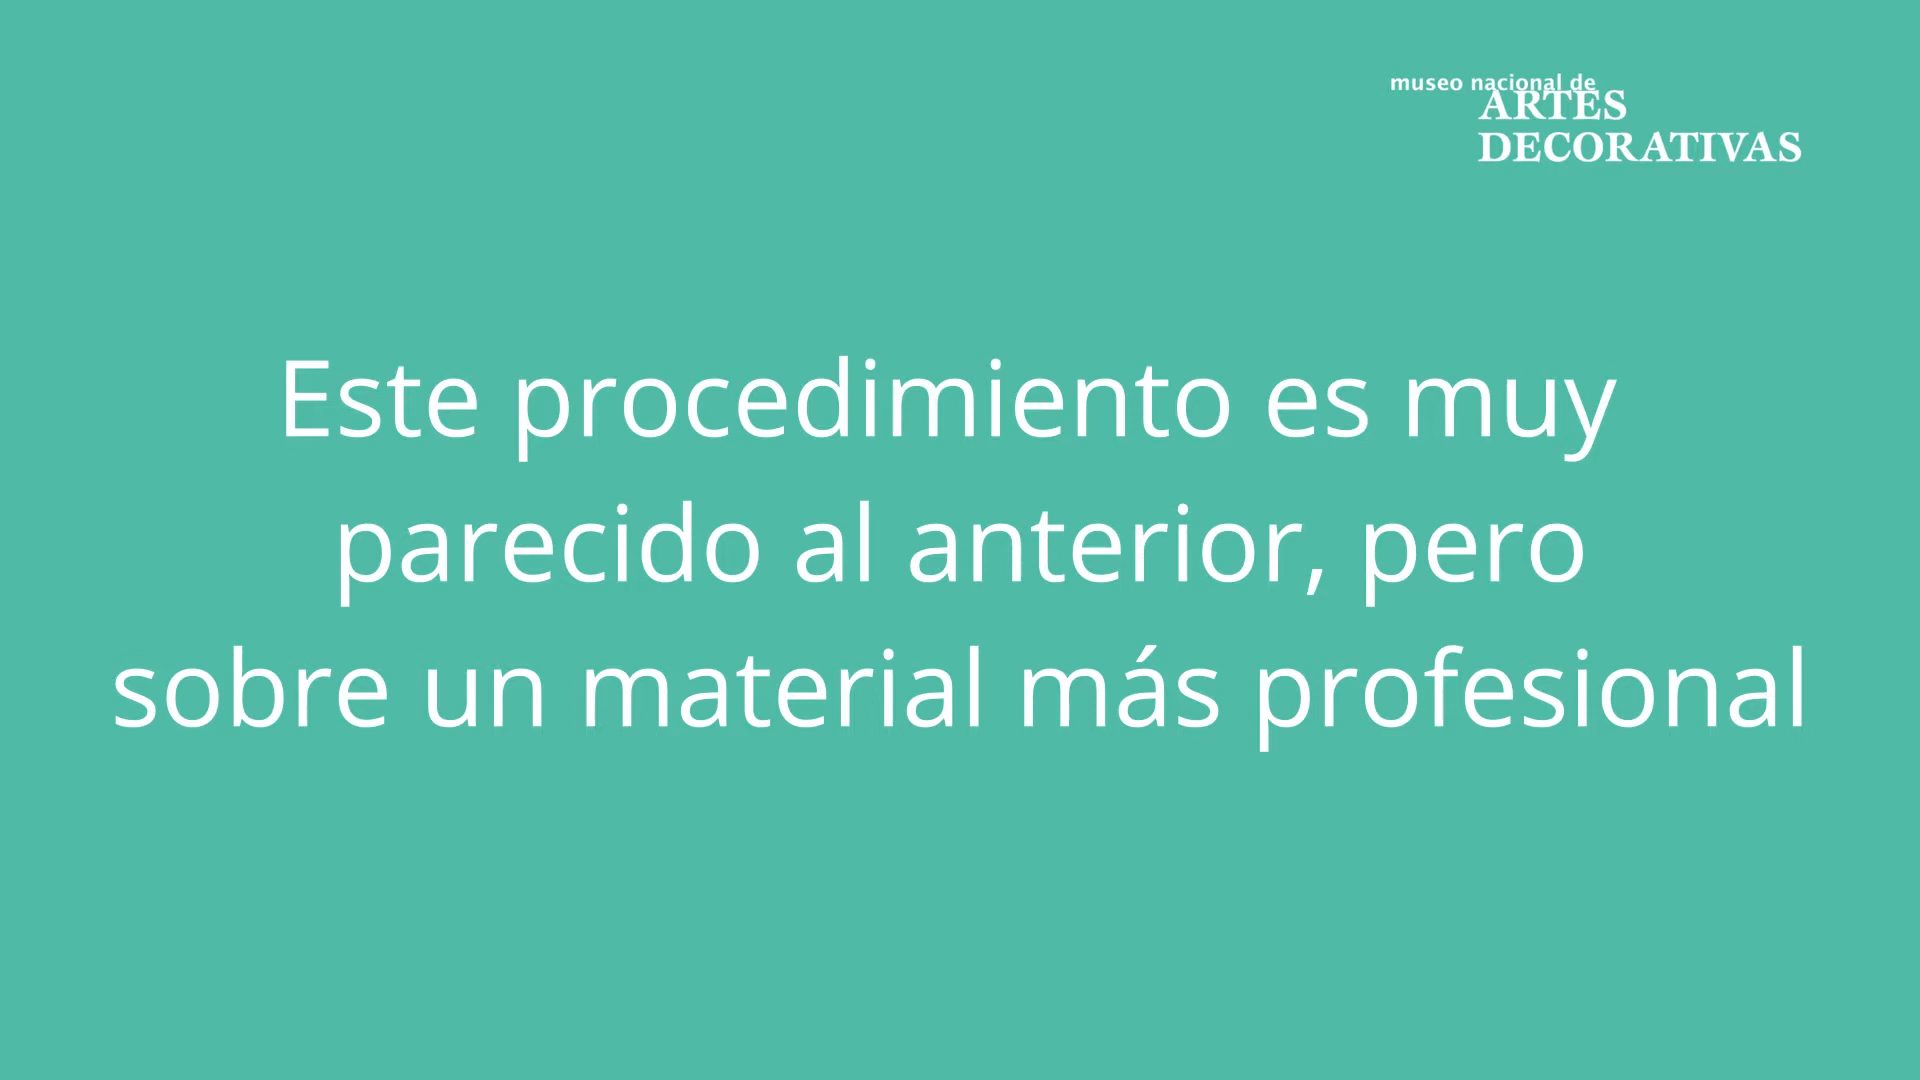 museo nacional de
ARTES
DECORATIVAS
Este procedimiento es muy
parecido al anterior, pero
sobre un material más profesional